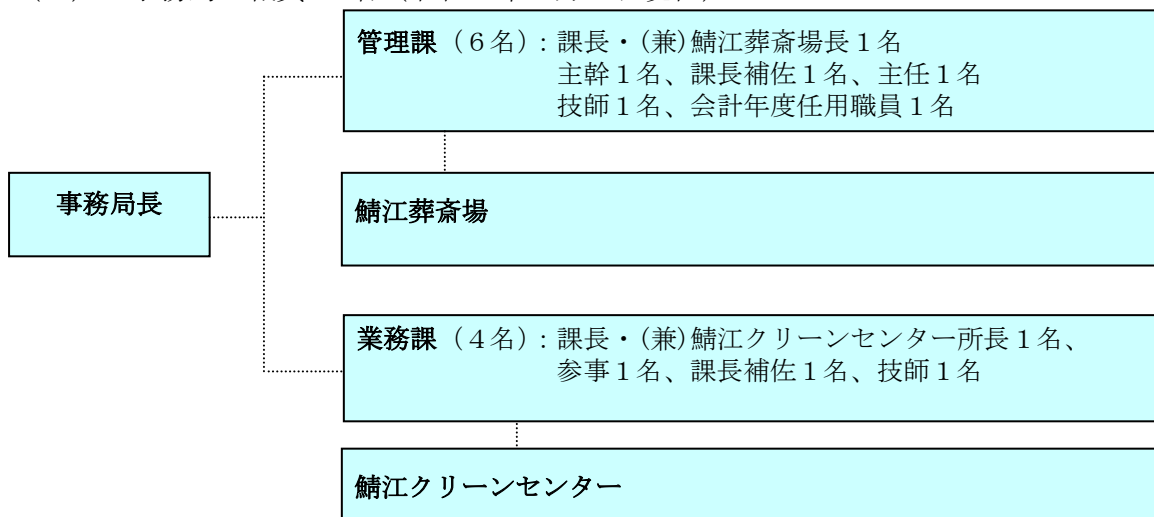 管理課（６名）：課長・(兼)鯖江葬斎場長１名
主幹１名、課長補佐１名、主任１名
技師１名、会計年度任用職員１名
事務局長
鯖江葬斎場
業務課（４名）：課長・(兼)鯖江クリーンセンター所長１名、
参事１名、課長補佐１名、技師１名
鯖江クリーンセンター